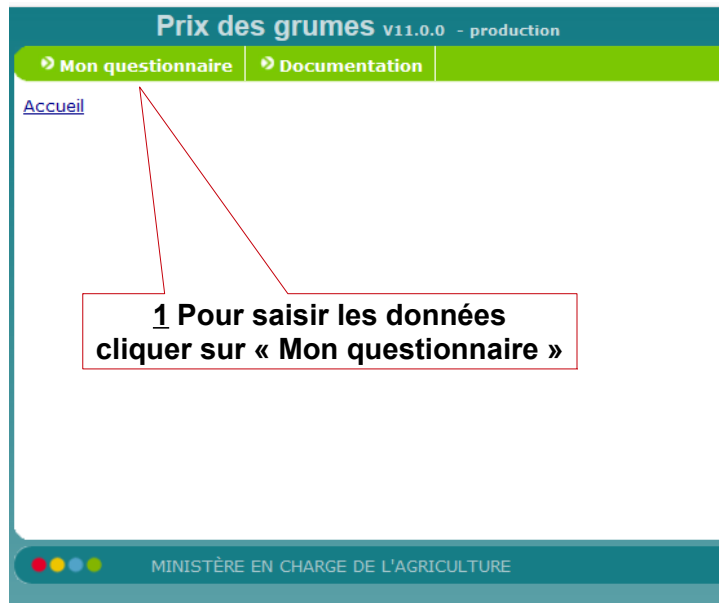 Prix des grumes V11.0.0 - production
Mon questionnaire Documentation
Accueil
1 Pour saisir les données
cliquer sur « Mon questionnaire »
MINISTÈRE EN CHARGE DE L'AGRICULTURE